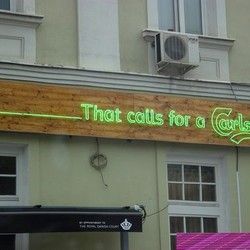 That calls for a Carls
BY APPOINTMENT TO
THE ROYAL DANISH COURT